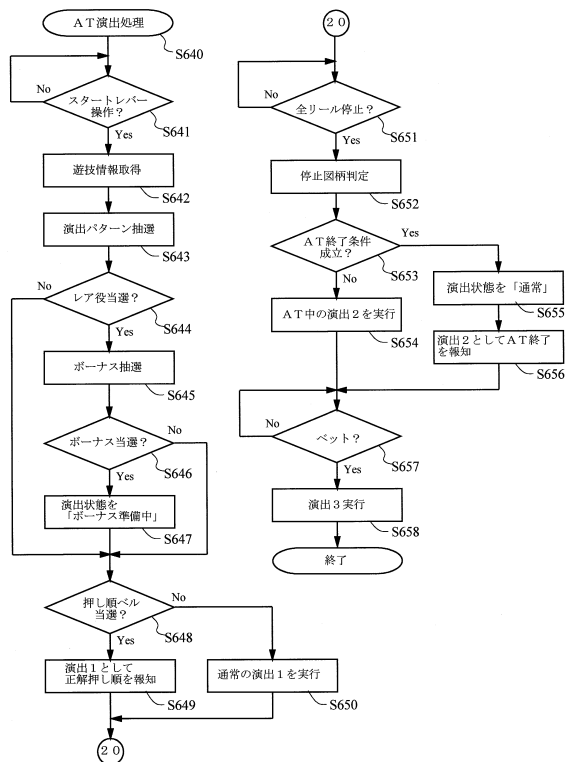 ＡＴ演出処理
S640
No
スタートレバー
操作？
S641
Yes
遊技情報取得
S642
演出パターン抽選
S643
No
レア役当選？
S644
Yes
ボーナス抽選
S645
No
ボーナス当選？
S646
Yes
演出状態を
「ボーナス準備中」
S647
押し順ベル
当選？
No
S648
Yes
演出１として
正解押し順を報知
S649
通常の演出１を実行
S650
２０
２０
No
全リール停止？
S651
Yes
停止図柄判定
S652
ＡＴ終了条件
成立？
Yes
S653
No
ＡＴ中の演出２を実行
S654
演出状態を「通常」
S655
演出２としてＡＴ終了
を報知
S656
No
ベット？
S657
Yes
演出３実行
S658
終了